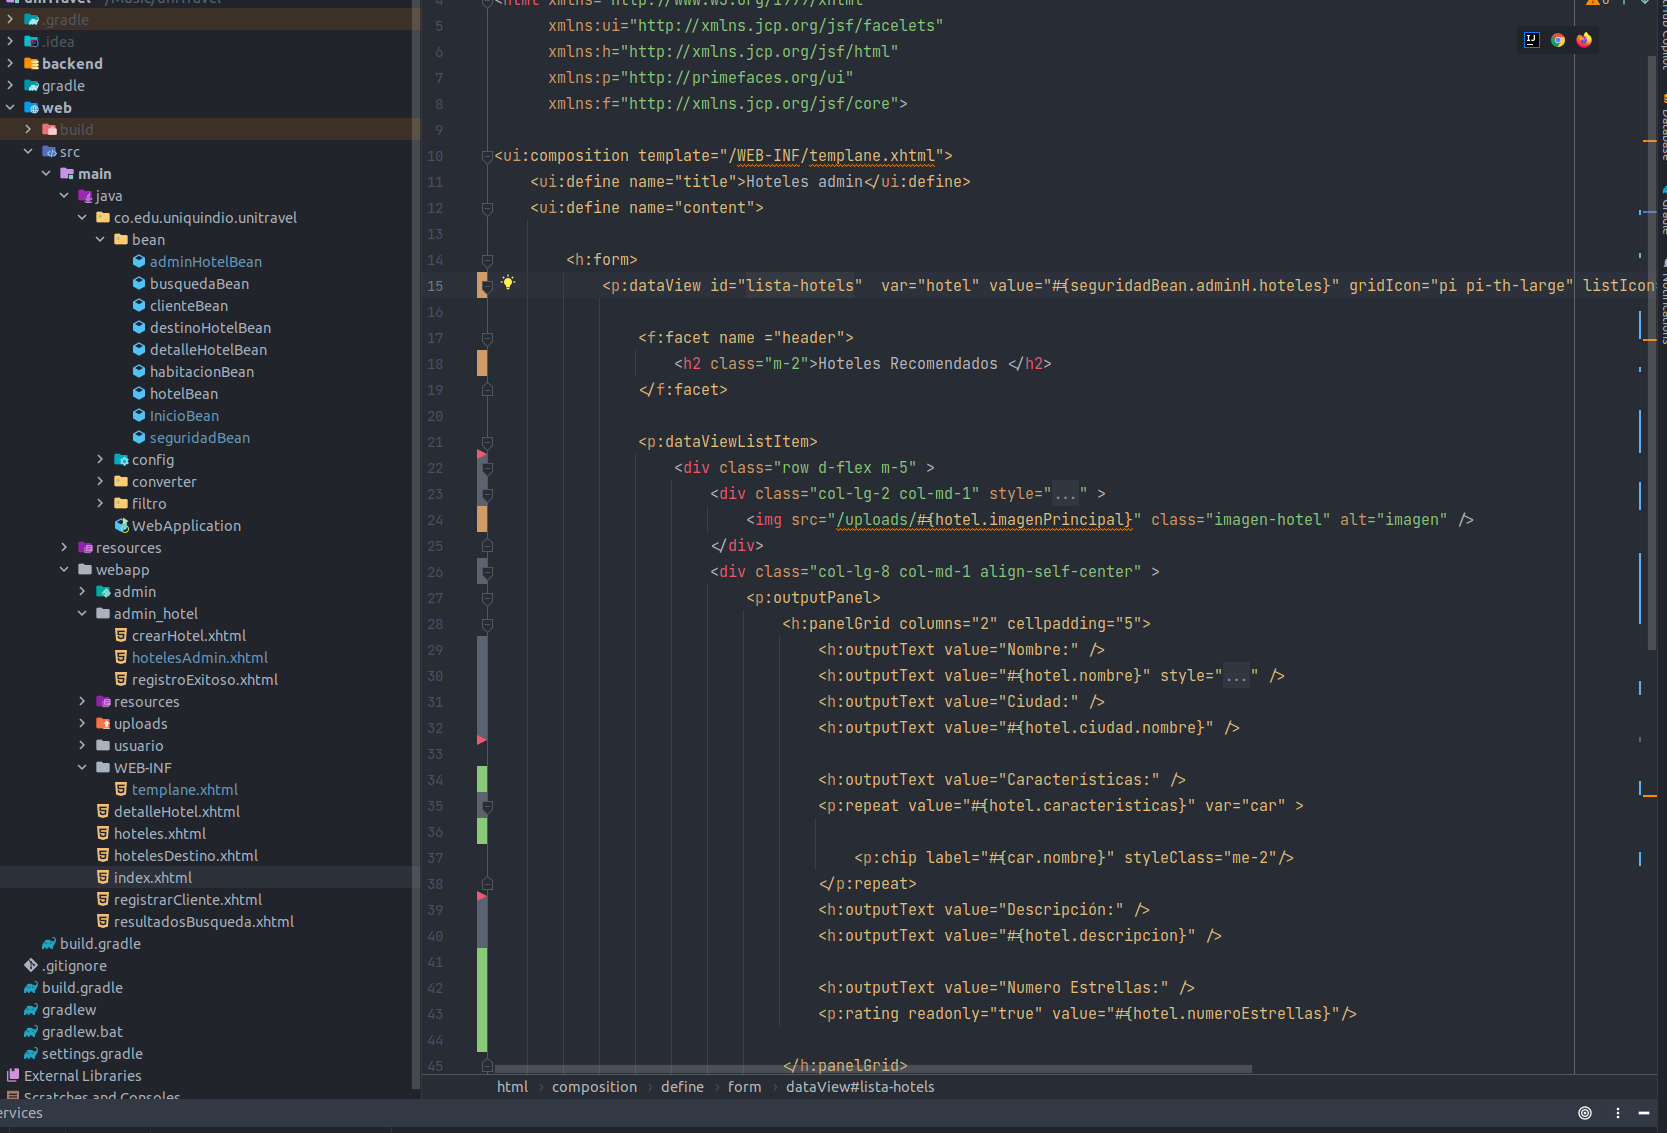 .gradle
.idea
backend
gradle
web
build
src
main
java
co.edu.uniquindio.unitravel
bean
adminHotelBean
busquedaBean
clienteBean
destinoHotelBean
detalleHotelBean
habitacionBean
hotelBean
InicioBean
seguridadBean
config
converter
filtro
WebApplication
resources
webapp
admin
admin_hotel
crearHotel.xhtml
hotelesAdmin.xhtml
registroExitoso.xhtml
resources
uploads
usuario
WEB-INF
templane.xhtml
detalleHotel.xhtml
hoteles.xhtml
hotelesDestino.xhtml
index.xhtml
registrarCliente.xhtml
resultadosBusqueda.xhtml
build.gradle
.gitignore
build.gradle
gradlew
gradlew.bat
settings.gradle
External Libraries
Scratches and Consoles
5 xmlns:ui="http://xmlns.jcp.org/jsf/facelets"
6 xmlns:h="http://xmlns.jcp.org/jsf/html"
7 xmlns:p="http://primefaces.org/ui"
8 xmlns:f="http://xmlns.jcp.org/jsf/core">
9
10 <ui:composition template="/WEB-INF/templane.xhtml">
11 <ui:define name="title">Hoteles admin</ui:define>
12 <ui:define name="content">
13
14 <h:form>
15 <p:dataView id="lista-hotels"  var="hotel" value="#{seguridadBean.adminH.hoteles}" gridIcon="pi pi-th-large" listIcon=
16
17 <f:facet name ="header">
18 <h2 class="m-2">Hoteles Recomendados </h2>
19 </f:facet>
20
21 <p:dataViewListItem>
22 <div class="row d-flex m-5" >
23 <div class="col-lg-2 col-md-1" style="..." >
24 <img src="/uploads/#{hotel.imagenPrincipal}" class="imagen-hotel" alt="imagen" />
25 </div>
26 <div class="col-lg-8 col-md-1 align-self-center" >
27 <p:outputPanel>
28 <h:panelGrid columns="2" cellpadding="5">
29 <h:outputText value="Nombre:" />
30 <h:outputText value="#{hotel.nombre}" style="..." />
31 <h:outputText value="Ciudad:" />
32 <h:outputText value="#{hotel.ciudad.nombre}" />
33
34 <h:outputText value="Características:" />
35 <p:repeat value="#{hotel.caracteristicas}" var="car" >
36
37 <p:chip label="#{car.nombre}" styleClass="me-2"/>
38 </p:repeat>
39 <h:outputText value="Descripción:" />
40 <h:outputText value="#{hotel.descripcion}" />
41
42 <h:outputText value="Numero Estrellas:" />
43 <p:rating readonly="true" value="#{hotel.numeroEstrellas}"/>
44
45 </h:panelGrid>
html › composition › define › form › dataView#lista-hotels
ervices
Gradle
Notifications